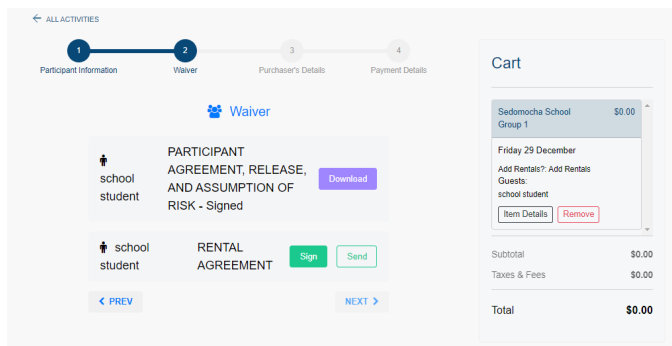 ← ALL ACTIVITIES
1
2
3
4
Participant Information
Waiver
Purchaser's Details
Payment Details
Waiver
school
student
PARTICIPANT
AGREEMENT, RELEASE,
AND ASSUMPTION OF
RISK - Signed
Download
school
student
RENTAL
AGREEMENT
Sign
Send
PREV
NEXT
Cart
Sedomocha School $0.00
Group 1
Friday 29 December
Add Rentals?: Add Rentals
Guests:
school student
Item Details
Remove
Subtotal $0.00
Taxes & Fees $0.00
Total $0.00